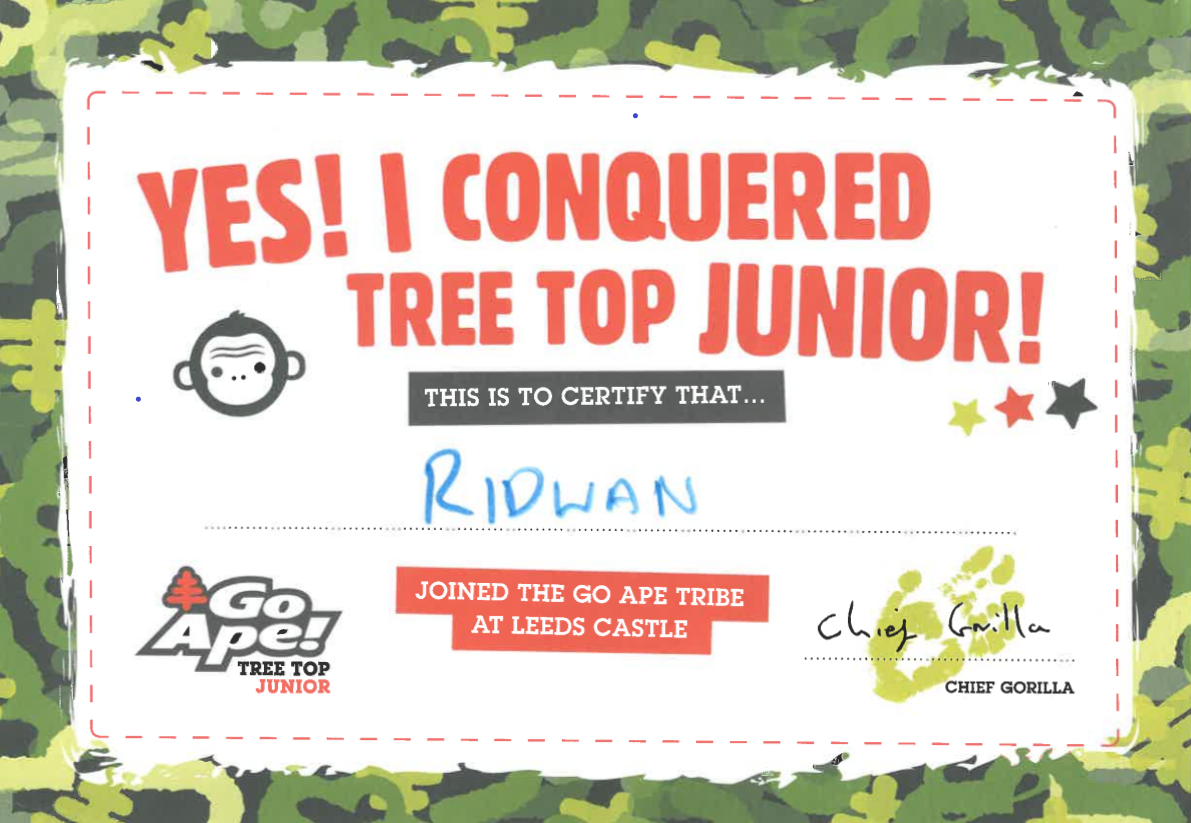 YES! I CONQUERED
TREE TOP JUNIOR!
THIS IS TO CERTIFY THAT...
RIDWAN
Go
Ape!
TREE TOP
JUNIOR
JOINED THE GO APE TRIBE
AT LEEDS CASTLE
Chief Gorilla
CHIEF GORILLA